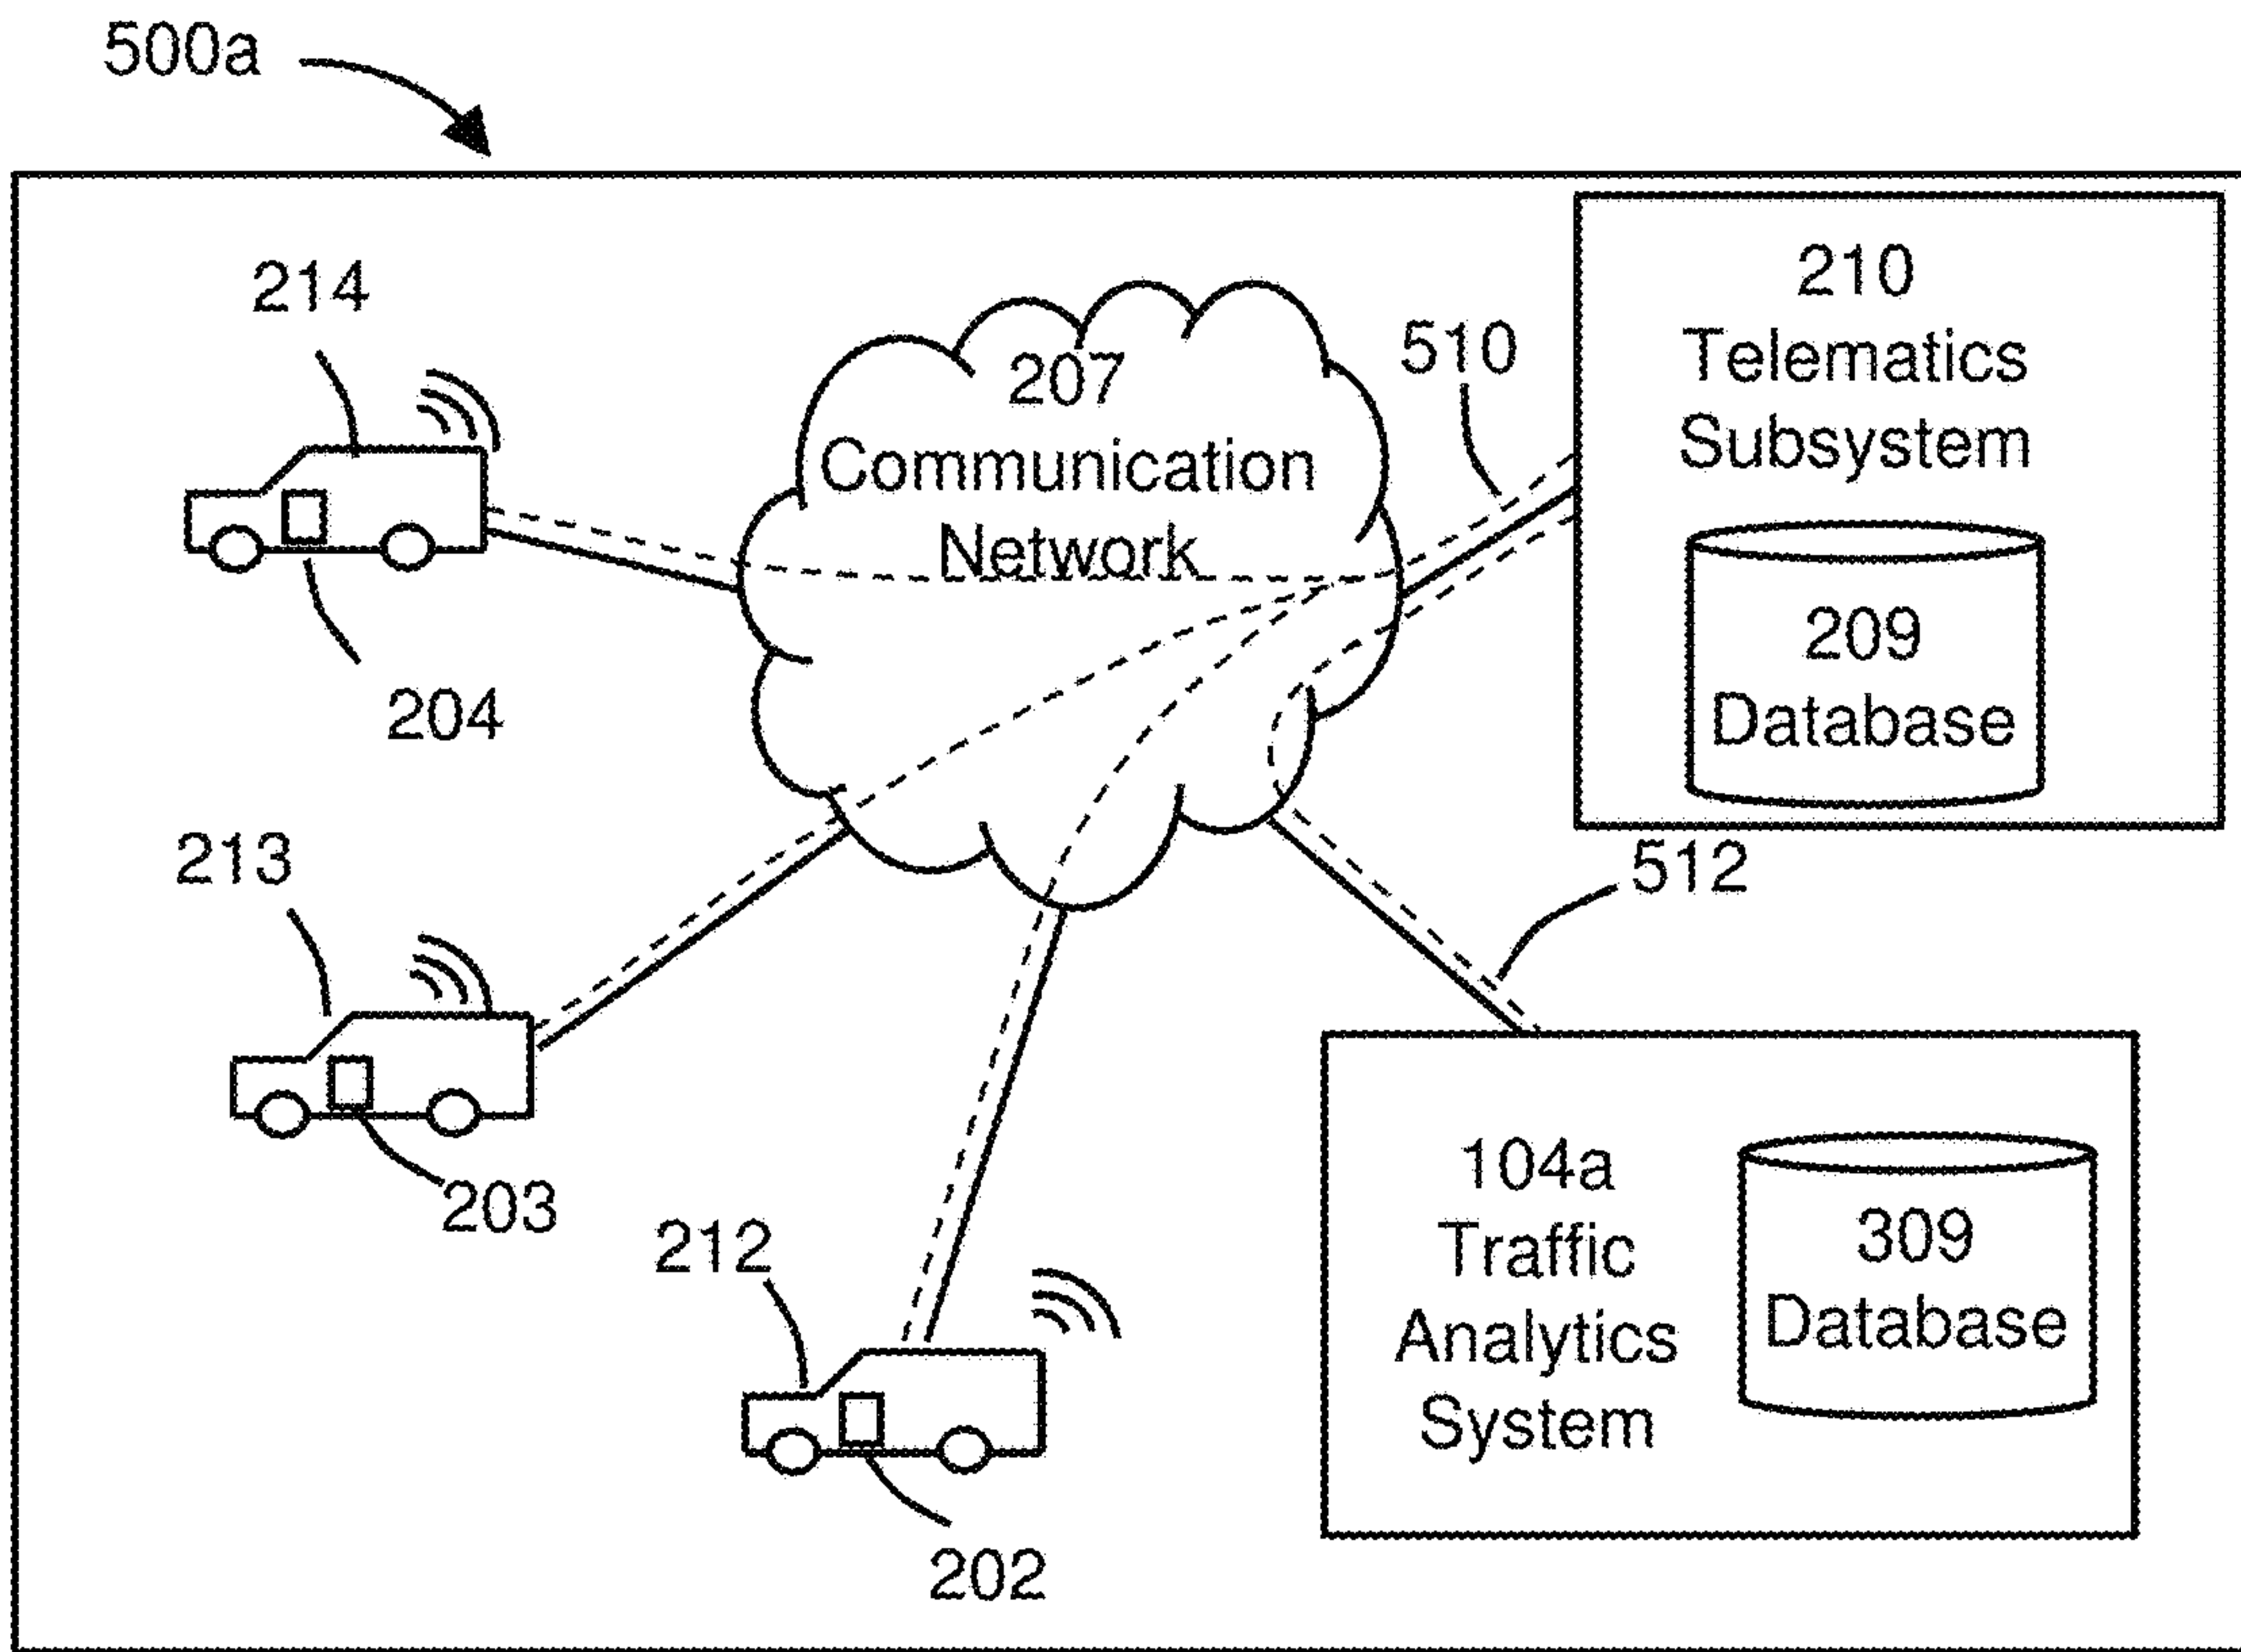 500a
214
207
Communication
Network
510
210
Telematics
Subsystem
209
Database
204
213
203
512
212
202
104a
Traffic
Analytics
System
309
Database